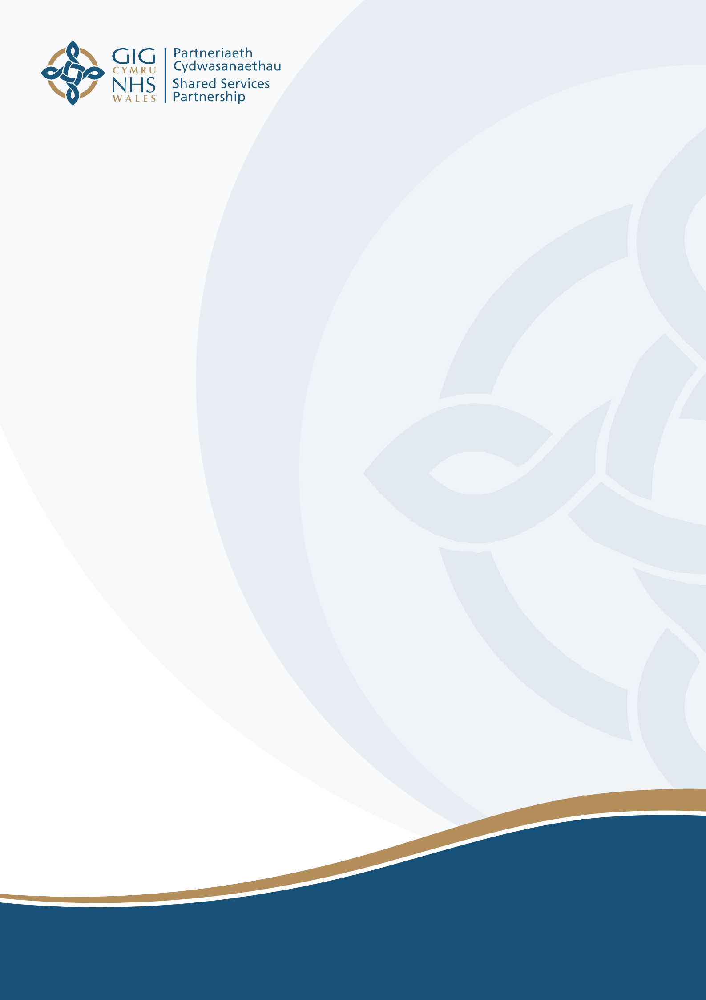 GIG
CYMRU
NHS
WALES
Partneriaeth
Cydwasanaethau
Shared Services
Partnership